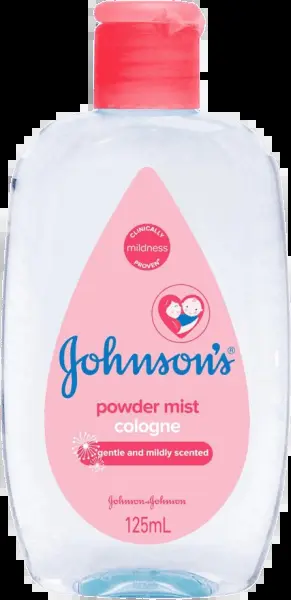 CLINICALLY
mildness
PROVEN*
Johnson's®
powder mist
cologne
gentle and mildly scented
Johnson & Johnson
125mL